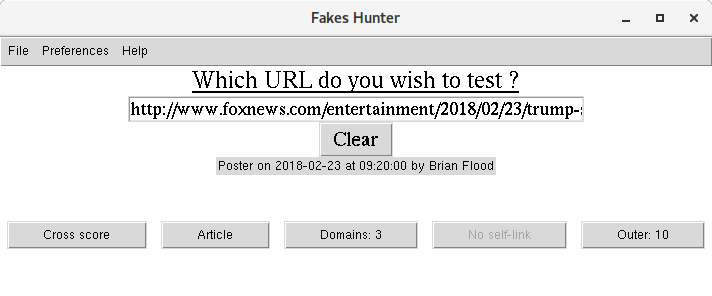 Fakes Hunter
File Preferences Help
Which URL do you wish to test ?
http://www.foxnews.com/entertainment/2018/02/23/trump-
Clear
Poster on 2018-02-23 at 09:20:00 by Brian Flood
Cross score Article Domains: 3 No self-link Outer: 10